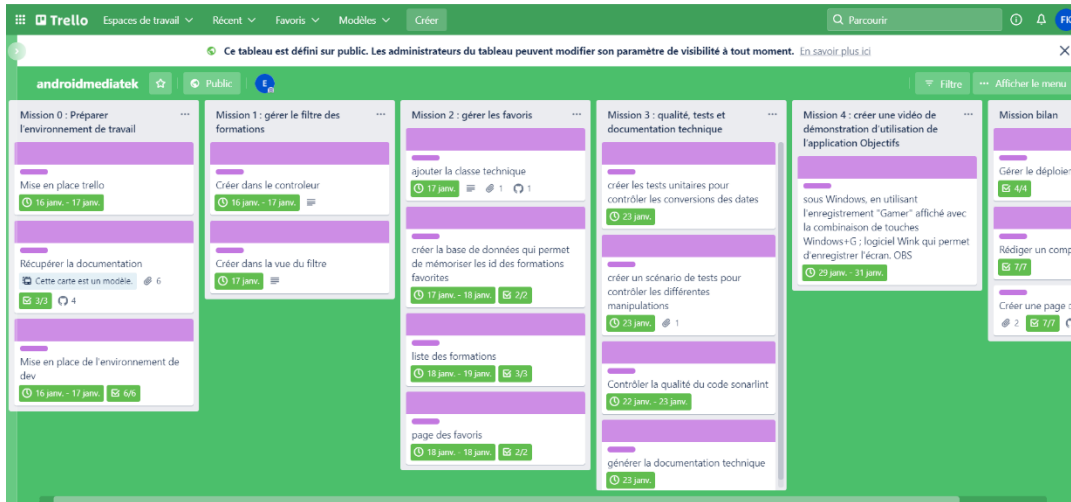 Trello Espaces de travail Récent Favoris Modèles Créer Parcourir FK
Ce tableau est défini sur public. Les administrateurs du tableau peuvent modifier son paramètre de visibilité à tout moment. En savoir plus ici
androidmediatek Public E Filtre Afficher le menu
Mission 0 : Préparer
l'environnement de travail
Mise en place trello
16 janv. - 17 janv.
Récupérer la documentation
Cette carte est un modèle. 6
3/3 4
Mise en place de l'environnement de
dev
16 janv. - 17 janv. 6/6
Mission 1 : gérer le filtre des
formations
Créer dans le controleur
16 janv. - 17 janv.
Créer dans la vue du filtre
17 janv.
Mission 2 : gérer les favoris
ajouter la classe technique
17 janv. 1 1
créer la base de données qui permet
de mémoriser les id des formations
favorites
17 janv. - 18 janv. 2/2
liste des formations
18 janv. - 19 janv. 3/3
page des favoris
18 janv. - 18 janv. 2/2
Mission 3 : qualité, tests et
documentation technique
créer les tests unitaires pour
contrôler les conversions des dates
23 janv.
créer un scénario de tests pour
contrôler les différentes
manipulations
23 janv. 1
Contrôler la qualité du code sonarlint
22 janv. - 23 janv.
générer la documentation technique
23 janv.
Mission 4 : créer une vidéo de
démonstration d'utilisation de
l'application Objectifs
sous Windows, en utilisant
l'enregistrement "Gamer" affiché avec
la combinaison de touches
Windows+G ; logiciel Wink qui permet
d'enregistrer l'écran. OBS
29 janv. - 31 janv.
Mission bilan
Gérer le déploier
4/4
Rédiger un comp
7/7
Créer une page
2 7/7